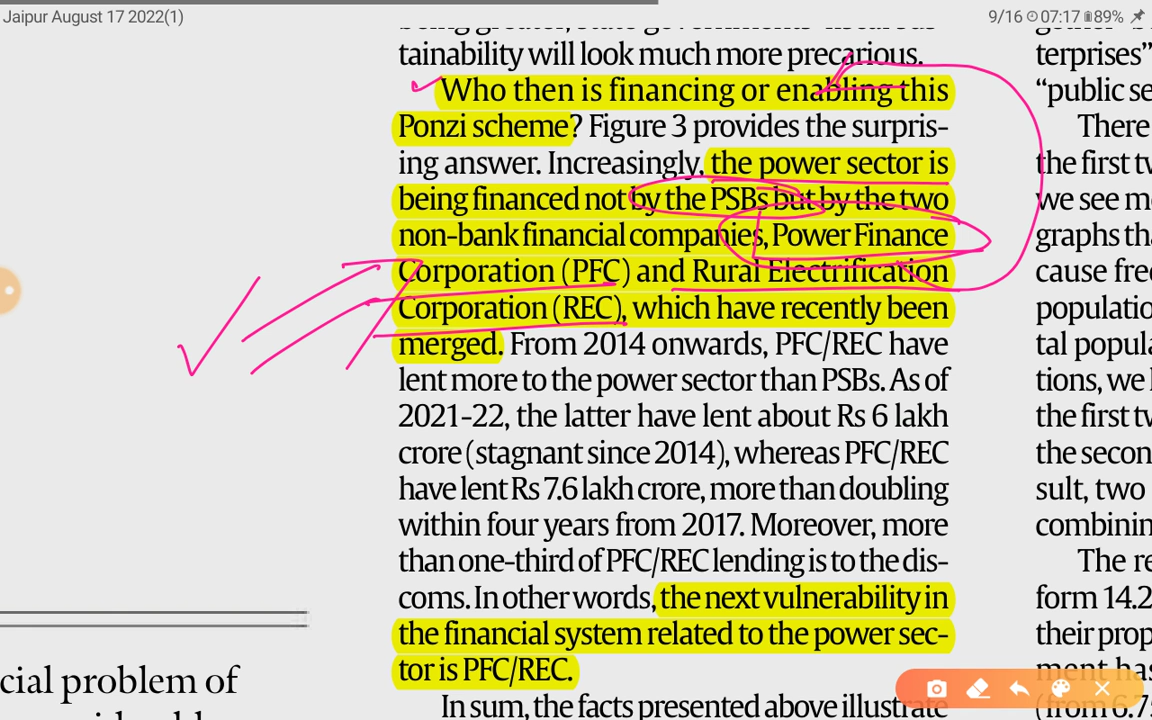 Jaipur August 17 2022(1)
9/16 07:17 89%
tainability will look much more precarious.
Who then is financing or enabling this
Ponzi scheme? Figure 3 provides the surpris-
ing answer. Increasingly, the power sector is
being financed not by the PSBs but by the two
non-bank financial companies, Power Finance
Corporation (PFC) and Rural Electrification
Corporation (REC), which have recently been
merged. From 2014 onwards, PFC/REC have
lent more to the power sector than PSBs. As of
2021-22, the latter have lent about Rs 6 lakh
crore (stagnant since 2014), whereas PFC/REC
have lent Rs 7.6 lakh crore, more than doubling
within four years from 2017. Moreover, more
than one-third of PFC/REC lending is to the dis-
coms. In other words, the next vulnerability in
the financial system related to the power sec-
tor is PFC/REC.
In sum, the facts presented above illustrate
cial problem of
terprises”
“public se
There
the first tv
we see m
graphs tha
cause fre
populatio
tal popula
tions, we
the first tv
the secon
sult, two
combinin
The re
form 14.2
their prop
ment has
(from 6.7